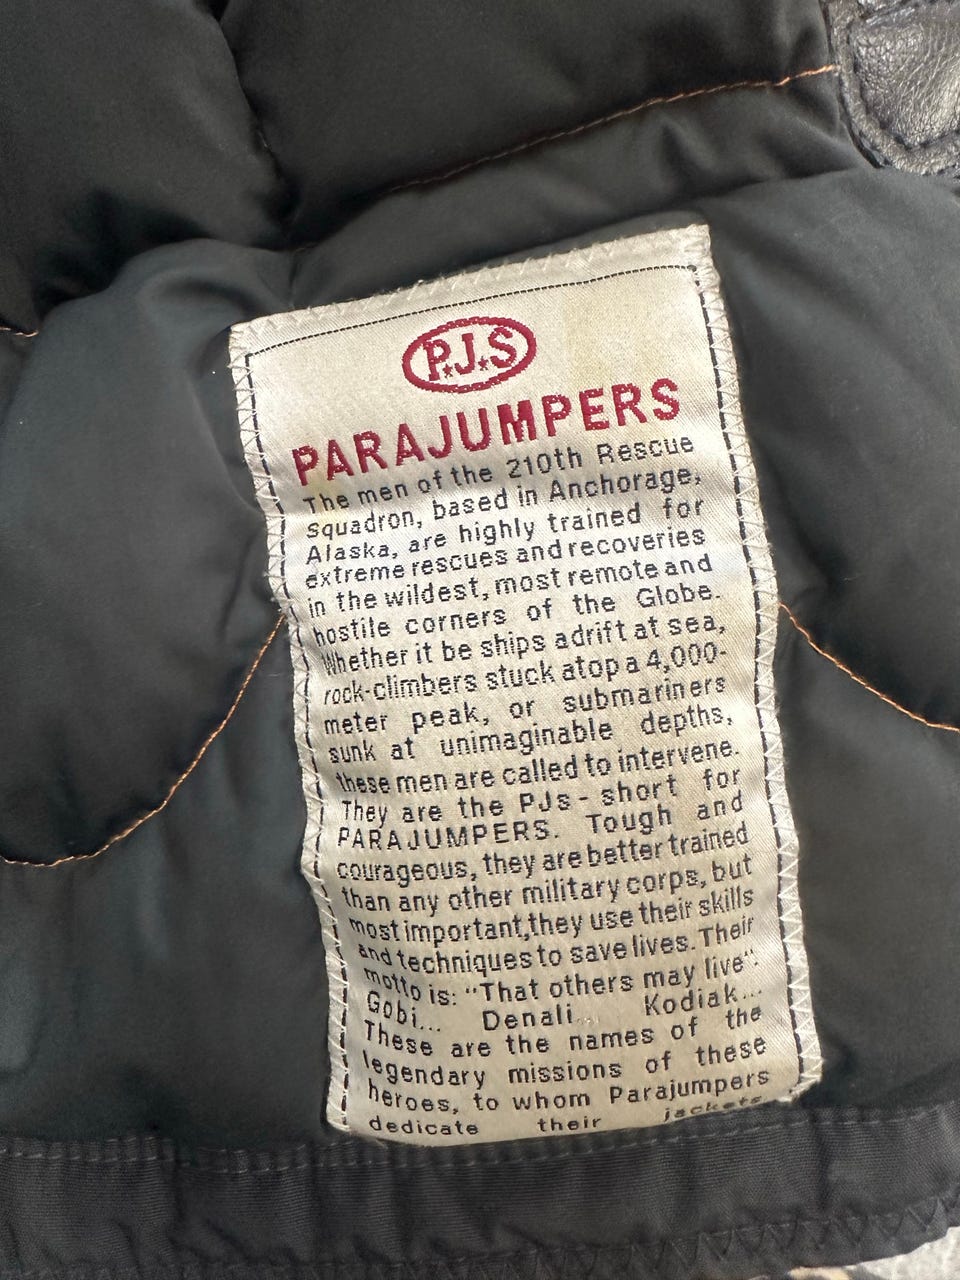 P.J.S
PARAJUMPERS
The men of the 210th Rescue
Squadron, based in Anchorage,
Alaska, are highly trained for
extreme rescues and recoveries
in the wildest, most remote and
hostile corners of the Globe.
Whether it be ships adrift at sea,
rock-climbers stuck atop a 4,000-
meter peak, or submariners
sunk at unimaginable depths,
these men are called to intervene.
They are the PJs - short for
PARAJUMPERS. Tough and
courageous, they are better trained
than any other military corps, but
most important,they use their skills
and techniques to save lives. Their
motto is: "That others may live".
Gobi... Denali... Kodiak...
These are the names of the
legendary missions of these
heroes, to whom Parajumpers
dedicate their jackets